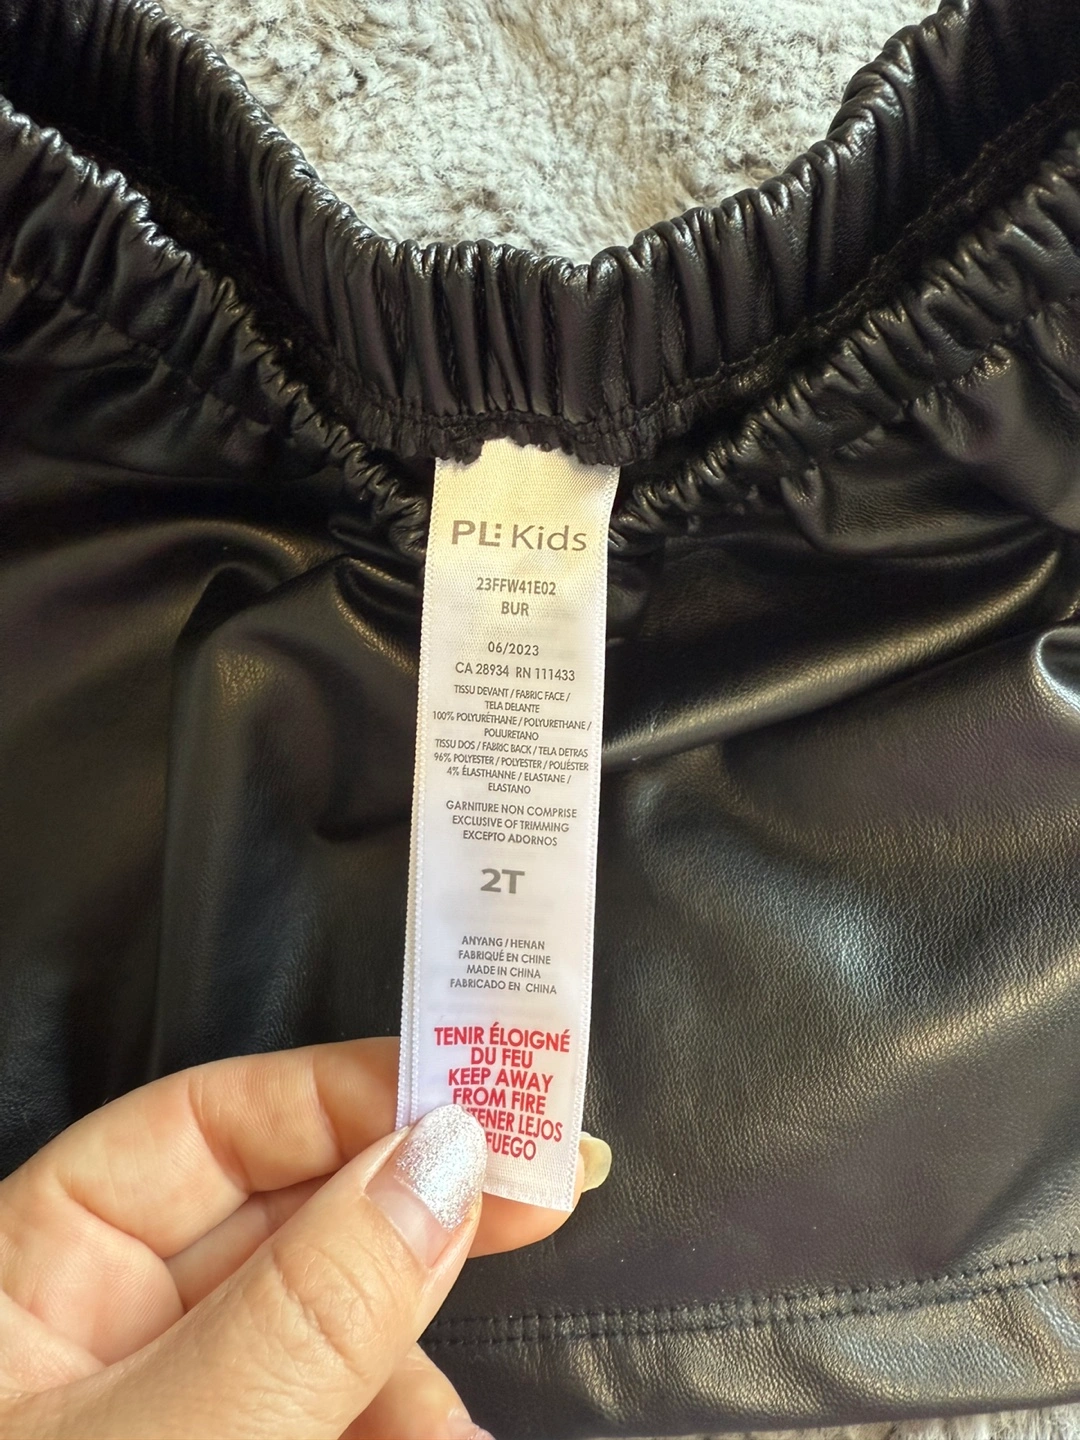 PL: Kids
23FFW41E02
BUR
06/2023
CA 28934 RN 111433
TISSU DEVANT / FABRIC FACE /
TELA DELANTE
100% POLYURÉTHANE / POLYURETHANE /
POLIURETANO
TISSU DOS / FABRIC BACK / TELA DETRAS
96% POLYESTER / POLYESTER / POLIÉSTER
4% ÉLASTHANNE / ELASTANE /
ELASTANO
GARNITURE NON COMPRISE
EXCLUSIVE OF TRIMMING
EXCEPTO ADORNOS
2T
ANYANG / HENAN
FABRIQUÉ EN CHINE
MADE IN CHINA
FABRICADO EN CHINA
TENIR ÉLOIGNÉ
DU FEU
KEEP AWAY
FROM FIRE
LEJOS
FUEGO